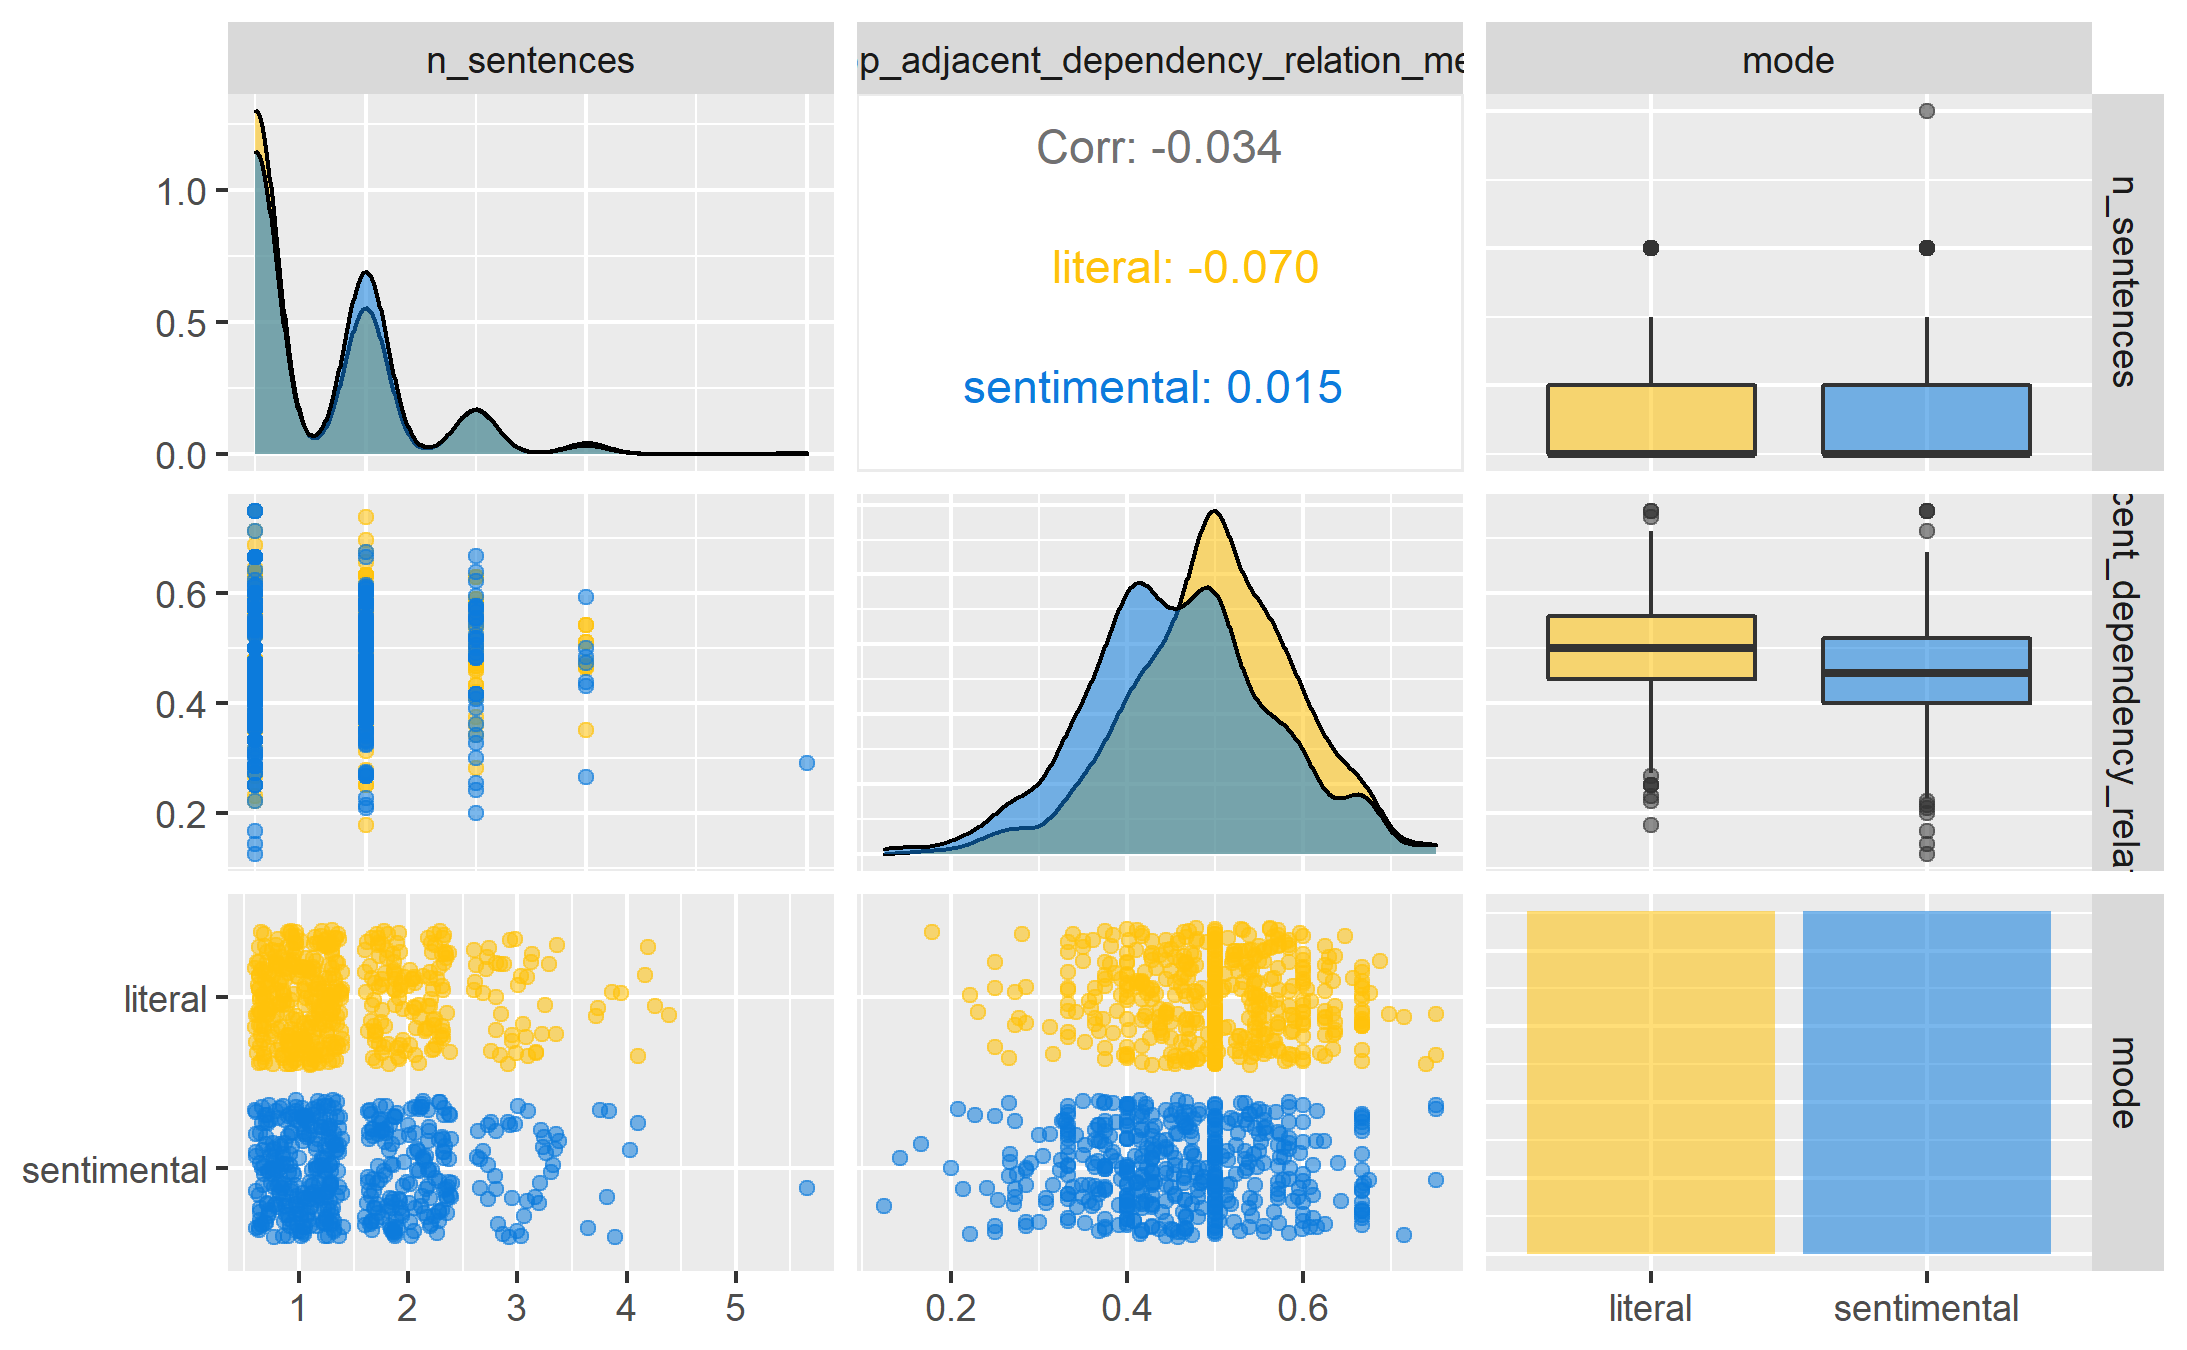 n_sentences
op_adjacent_dependency_relation_me
mode
1.0
0.5
0.0
Corr: -0.034
literal: -0.070
sentimental: 0.015
n_sentences
0.6
0.4
0.2
cent_dependency_rela
literal
sentimental
mode
1 2 3 4 5
0.2 0.4 0.6
literal sentimental